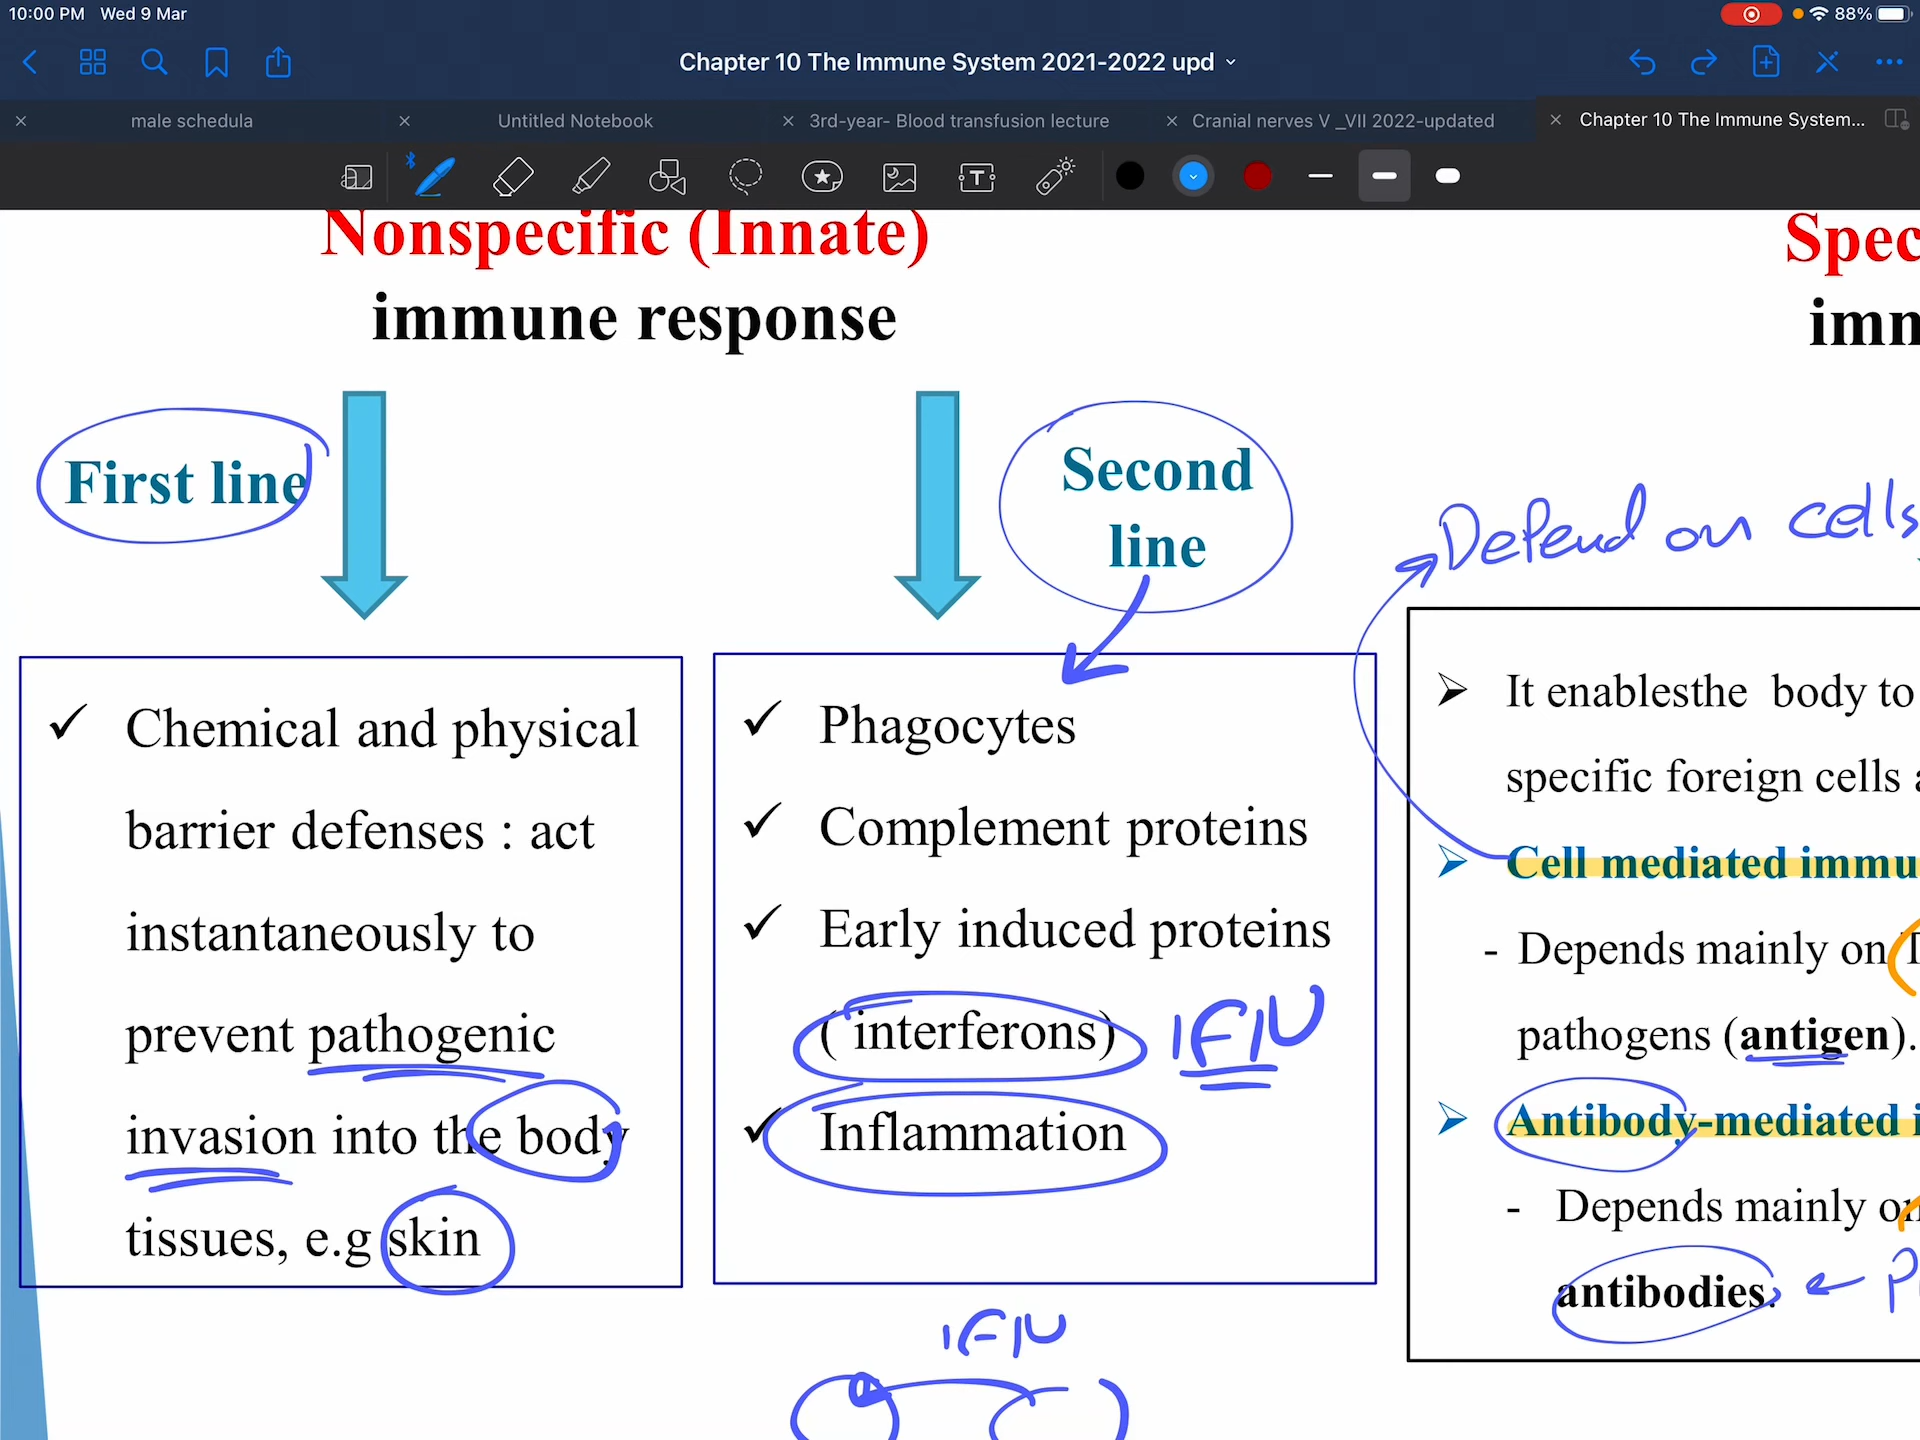 10:00 PM Wed 9 Mar
88%
Chapter 10 The Immune System 2021-2022 upd
male schedula
Untitled Notebook
3rd-year- Blood transfusion lecture
Cranial nerves V _VII 2022-updated
Chapter 10 The Immune System...
Nonspecific (Innate)
immune response
Spec
imn
First line
Second
line
Depend on cells
✓ Chemical and physical
barrier defenses : act
instantaneously to
prevent pathogenic
invasion into the body
tissues, e.g skin
✓ Phagocytes
✓ Complement proteins
✓ Early induced proteins
( interferons) IFN
✓ Inflammation
IFN
➢ It enablesthe body to
specific foreign cells
➢ Cell mediated immu
- Depends mainly on
pathogens (antigen).
➢ Antibody-mediated i
- Depends mainly on
antibodies.